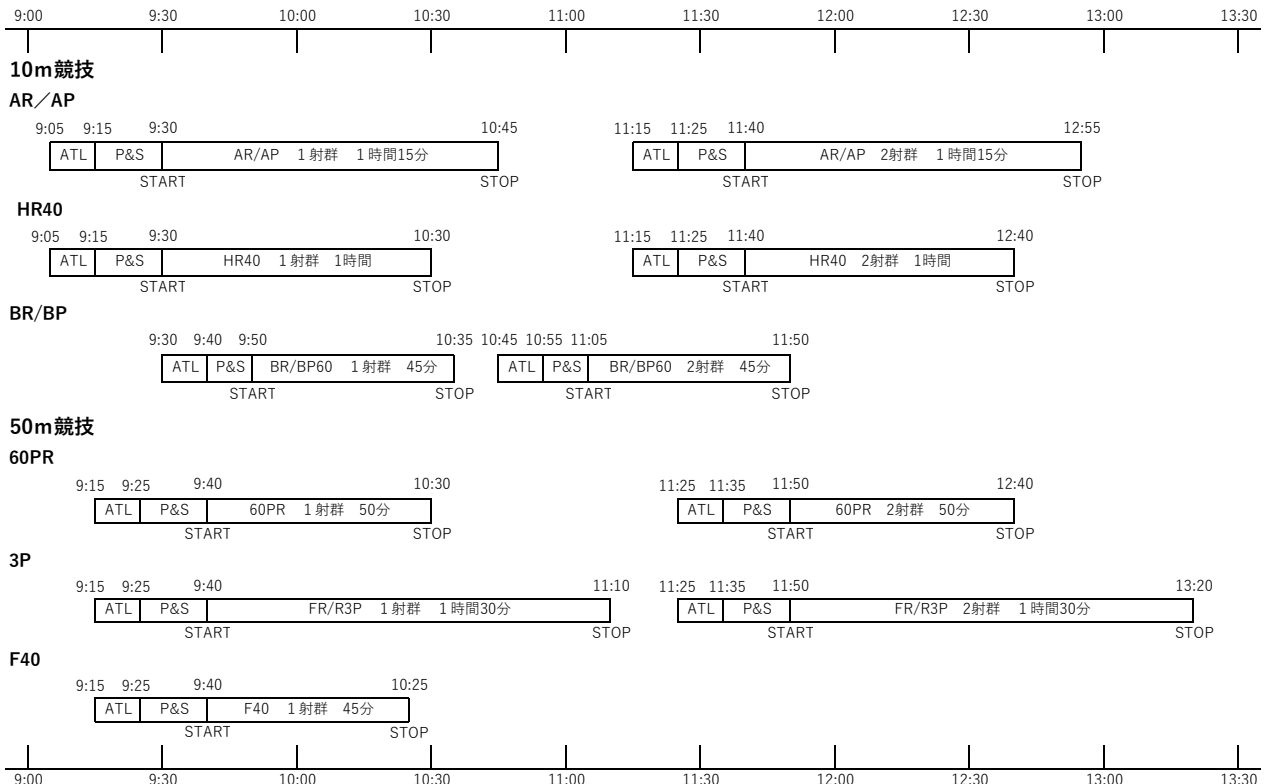 9:00 9:30 10:00 10:30 11:00 11:30 12:00 12:30 13:00 13:30
10m競技
AR／AP
9:05 9:15 9:30 10:45 11:15 11:25 11:40 12:55
ATL P&S AR/AP 1射群 1時間15分 ATL P&S AR/AP 2射群 1時間15分
START STOP START STOP
HR40
9:05 9:15 9:30 10:30 11:15 11:25 11:40 12:40
ATL P&S HR40 1射群 1時間 ATL P&S HR40 2射群 1時間
START STOP START STOP
BR/BP
9:30 9:40 9:50 10:35 10:45 10:55 11:05 11:50
ATL P&S BR/BP60 1射群 45分 ATL P&S BR/BP60 2射群 45分
START STOP START STOP
50m競技
60PR
9:15 9:25 9:40 10:30 11:25 11:35 11:50 12:40
ATL P&S 60PR 1射群 50分 ATL P&S 60PR 2射群 50分
START STOP START STOP
3P
9:15 9:25 9:40 11:10 11:25 11:35 11:50 13:20
ATL P&S FR/R3P 1射群 1時間30分 ATL P&S FR/R3P 2射群 1時間30分
START STOP START STOP
F40
9:15 9:25 9:40 10:25
ATL P&S F40 1射群 45分
START STOP
9:00 9:30 10:00 10:30 11:00 11:30 12:00 12:30 13:00 13:30